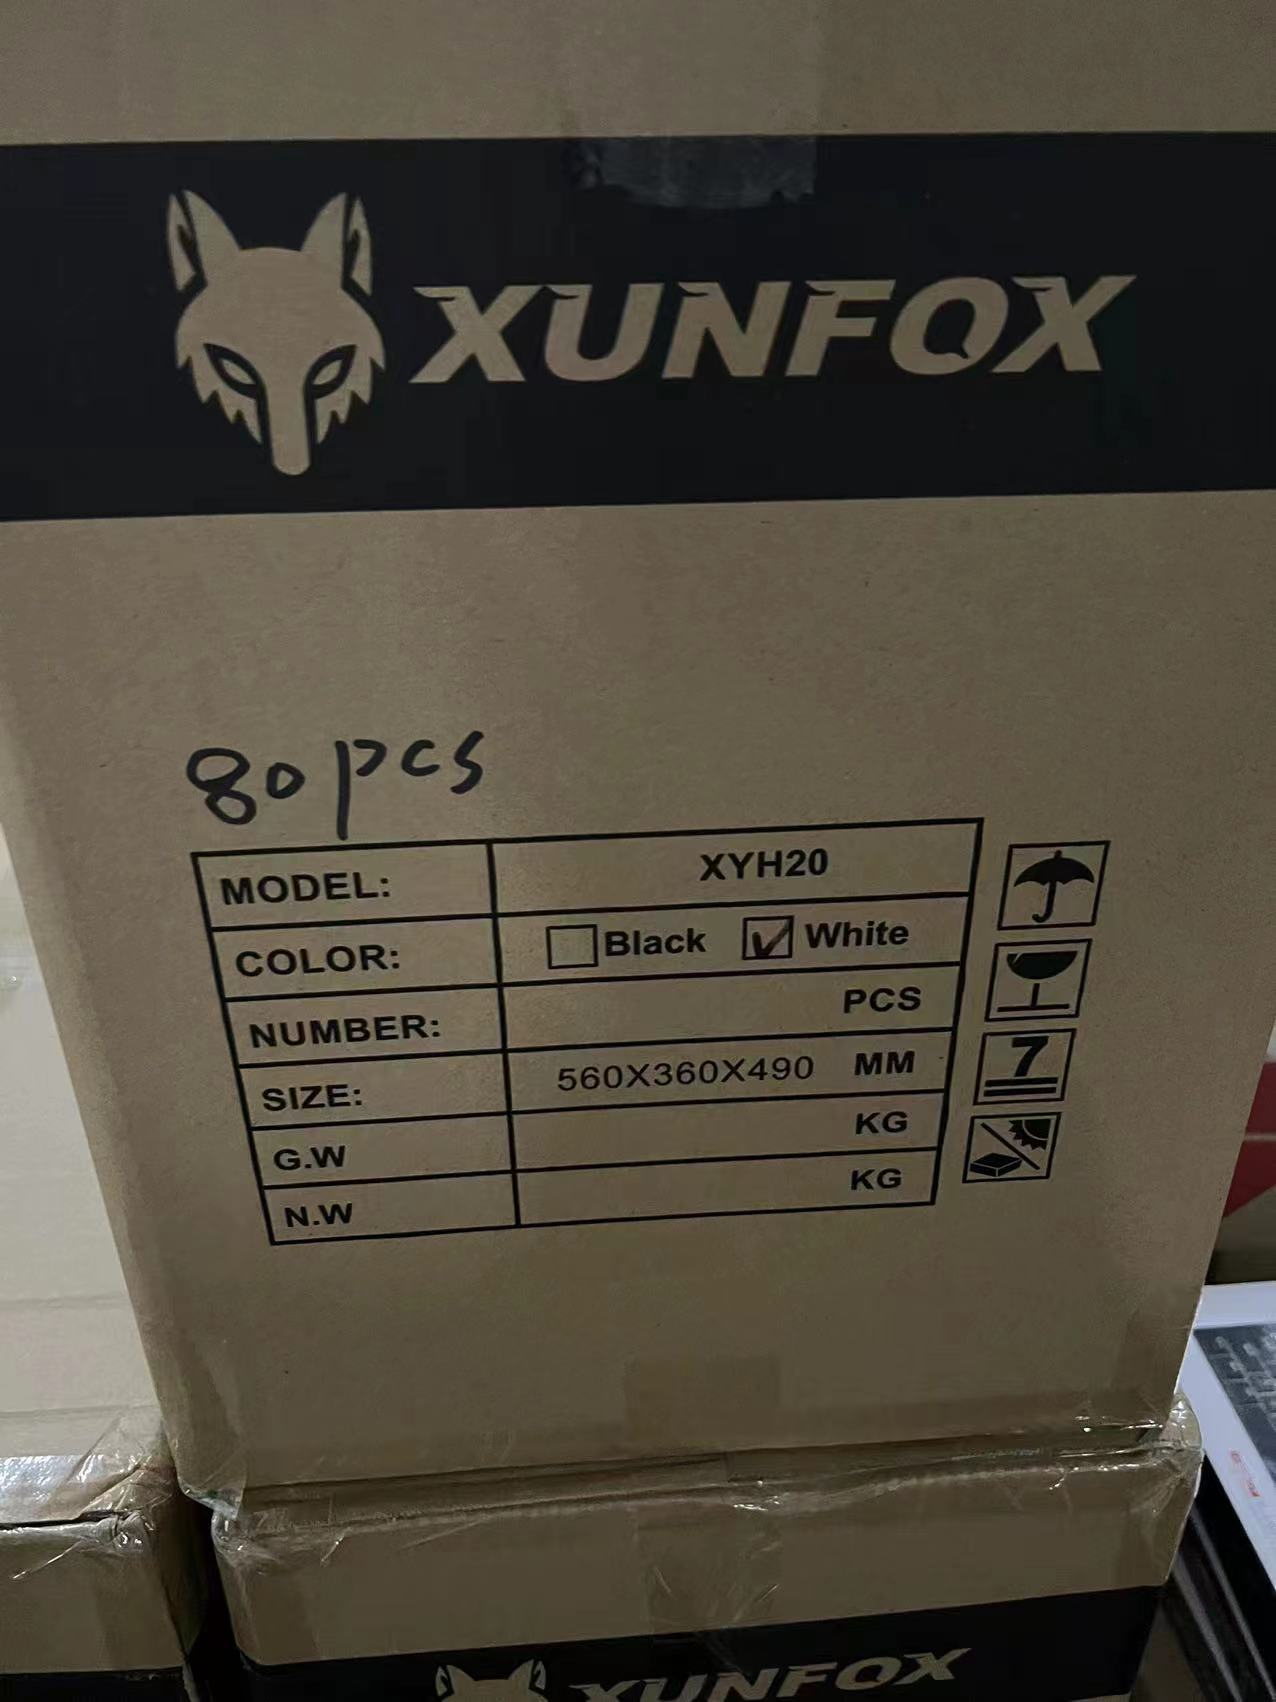 XUNFOX
80pcs
MODEL: XYH20
COLOR: Black White
NUMBER: PCS
SIZE: 560X360X490 MM
G.W KG
N.W KG
7
XUNFOX